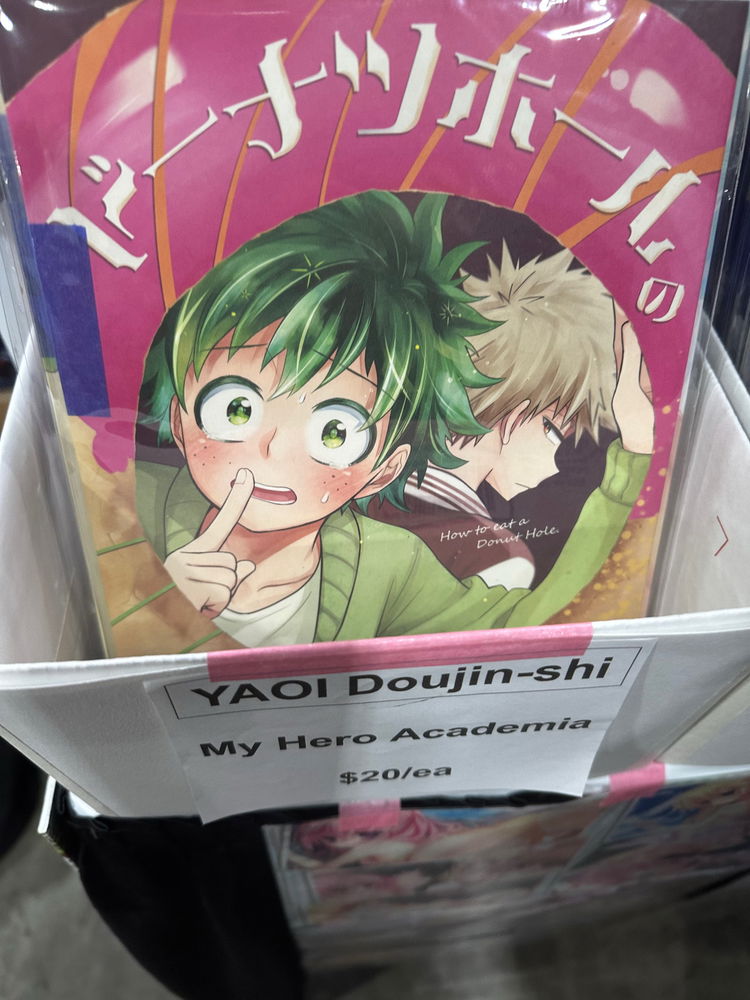 ドーナツホールの
How to eat a
Donut Hole.
YAOI Doujin-shi
My Hero Academia
$20/ea